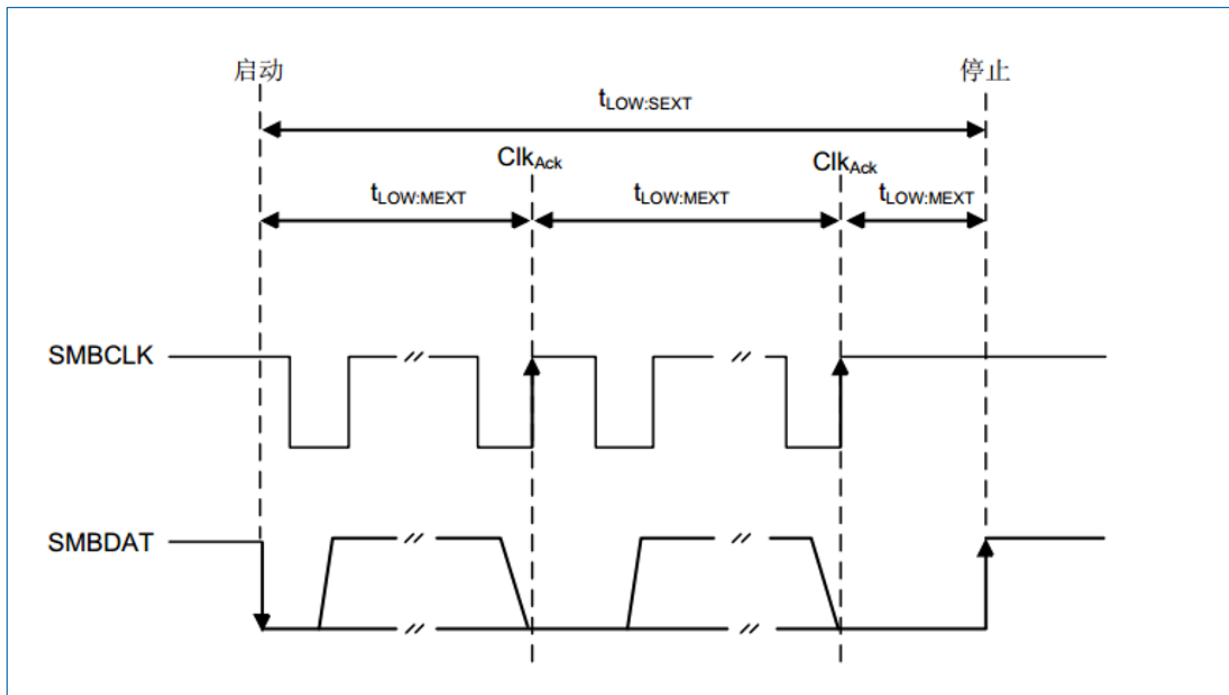 启动 停止
tLOW:SEXT
ClkAck ClkAck
tLOW:MEXT tLOW:MEXT tLOW:MEXT
SMBCLK
SMBDAT